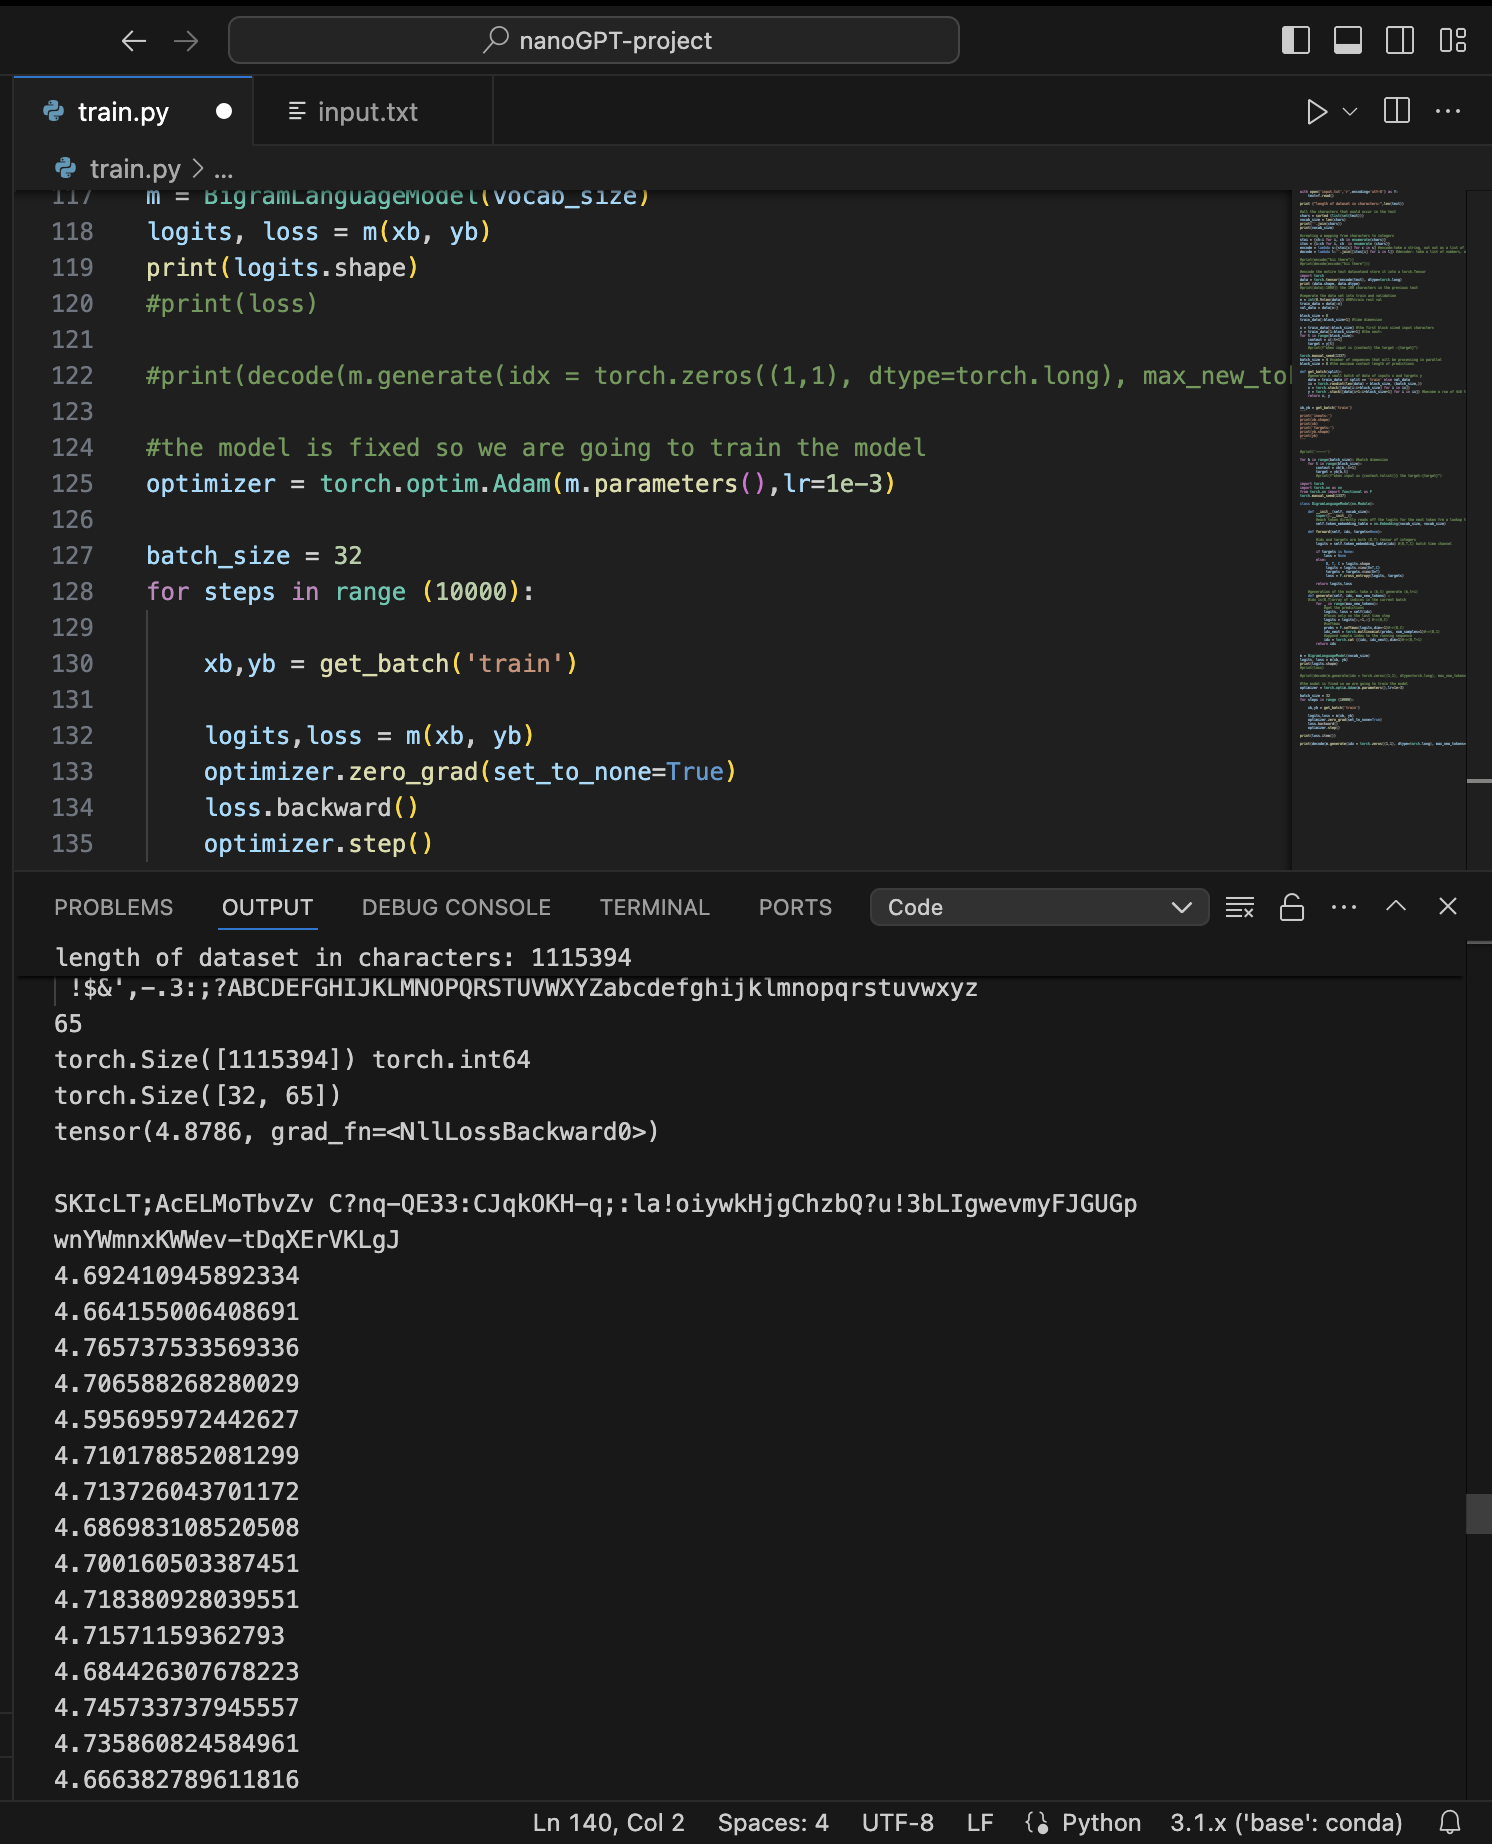 nanoGPT-project
train.py
input.txt
train.py > ...
117 m = BigramLanguageModel(vocab_size)
118 logits, loss = m(xb, yb)
119 print(logits.shape)
120 #print(loss)
121
122 #print(decode(m.generate(idx = torch.zeros((1,1), dtype=torch.long), max_new_to
123
124 #the model is fixed so we are going to train the model
125 optimizer = torch.optim.Adam(m.parameters(),lr=1e-3)
126
127 batch_size = 32
128 for steps in range (10000):
129
130 xb,yb = get_batch('train')
131
132 logits,loss = m(xb, yb)
133 optimizer.zero_grad(set_to_none=True)
134 loss.backward()
135 optimizer.step()
PROBLEMS OUTPUT DEBUG CONSOLE TERMINAL PORTS Code
length of dataset in characters: 1115394
!$&',-.3:;?ABCDEFGHIJKLMNOPQRSTUVWXYZabcdefghijklmnopqrstuvwxyz
65
torch.Size([1115394]) torch.int64
torch.Size([32, 65])
tensor(4.8786, grad_fn=<NllLossBackward0>)
SKIcLT;AcELMoTbvZv C?nq-QE33:CJqkOKH-q;:la!oiywkHjgChzbQ?u!3bLIgwevmyFJGUGp
wnYWmnxKWWev-tDqXErVKLgJ
4.692410945892334
4.664155006408691
4.765737533569336
4.706588268280029
4.595695972442627
4.710178852081299
4.713726043701172
4.686983108520508
4.700160503387451
4.718380928039551
4.71571159362793
4.684426307678223
4.745733737945557
4.735860824584961
4.666382789611816
Ln 140, Col 2 Spaces: 4 UTF-8 LF Python 3.1.x ('base': conda)